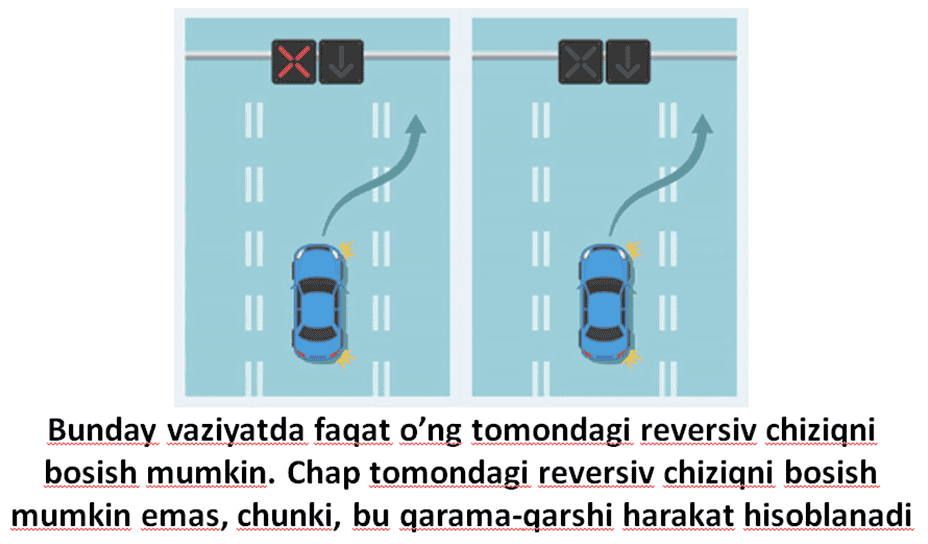 Bunday vaziyatda faqat o’ng tomondagi reversiv chiziqni
bosish mumkin. Chap tomondagi reversiv chiziqni bosish
mumkin emas, chunki, bu qarama-qarshi harakat hisoblanadi